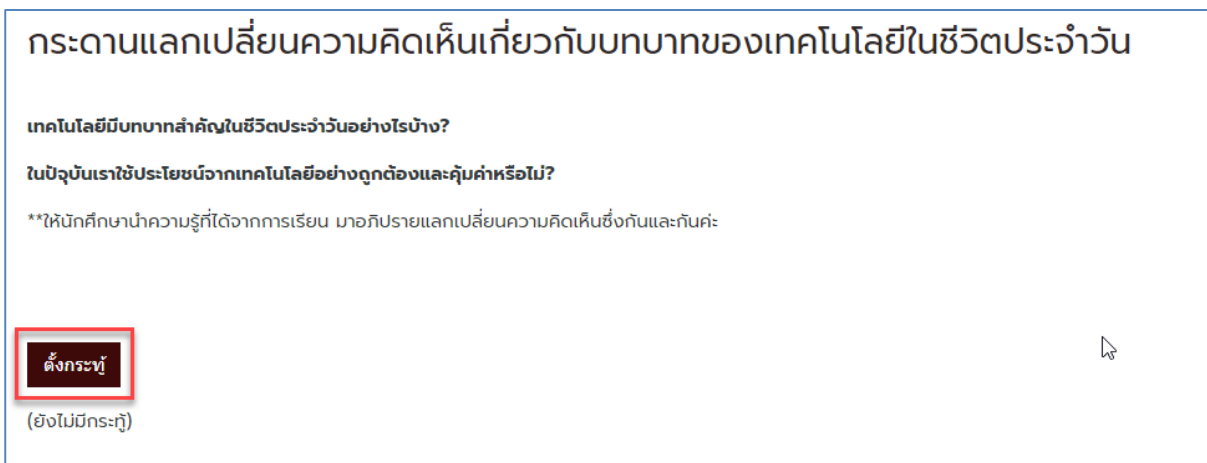 กระดานแลกเปลี่ยนความคิดเห็นเกี่ยวกับบทบาทของเทคโนโลยีในชีวิตประจำวัน
เทคโนโลยีมีบทบาทสำคัญในชีวิตประจำวันอย่างไรบ้าง?
ในปัจจุบันเราใช้ประโยชน์จากเทคโนโลยีอย่างถูกต้องและคุ้มค่าหรือไม่?
**ให้นักศึกษานำความรู้ที่ได้จากการเรียน มาอภิปรายแลกเปลี่ยนความคิดเห็นซึ่งกันและกันค่ะ
ตั้งกระทู้
(ยังไม่มีกระทู้)